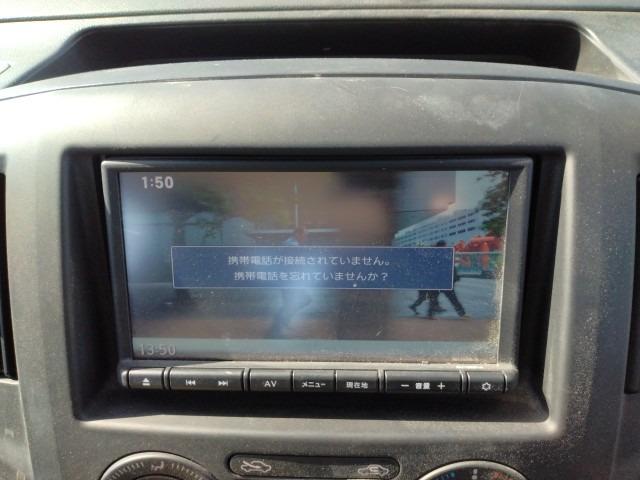 1:50
携帯電話が接続されていません。
携帯電話を忘れていませんか?
13:50
AV
メニュー
現在地
− 音量 +